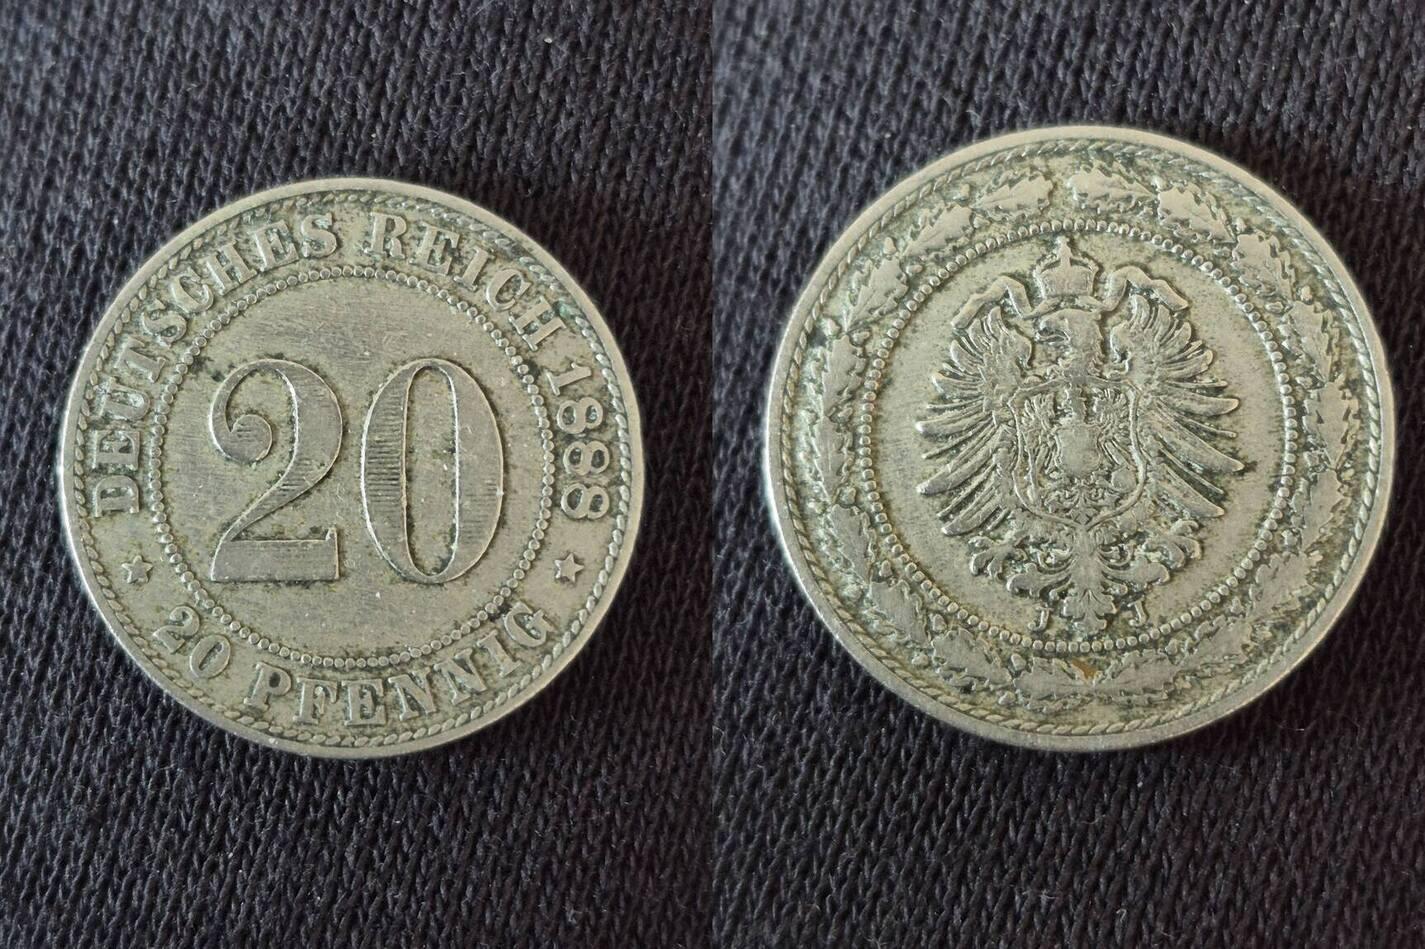 DEUTSCHES REICH 1888
20
20 PFENNIG
J J